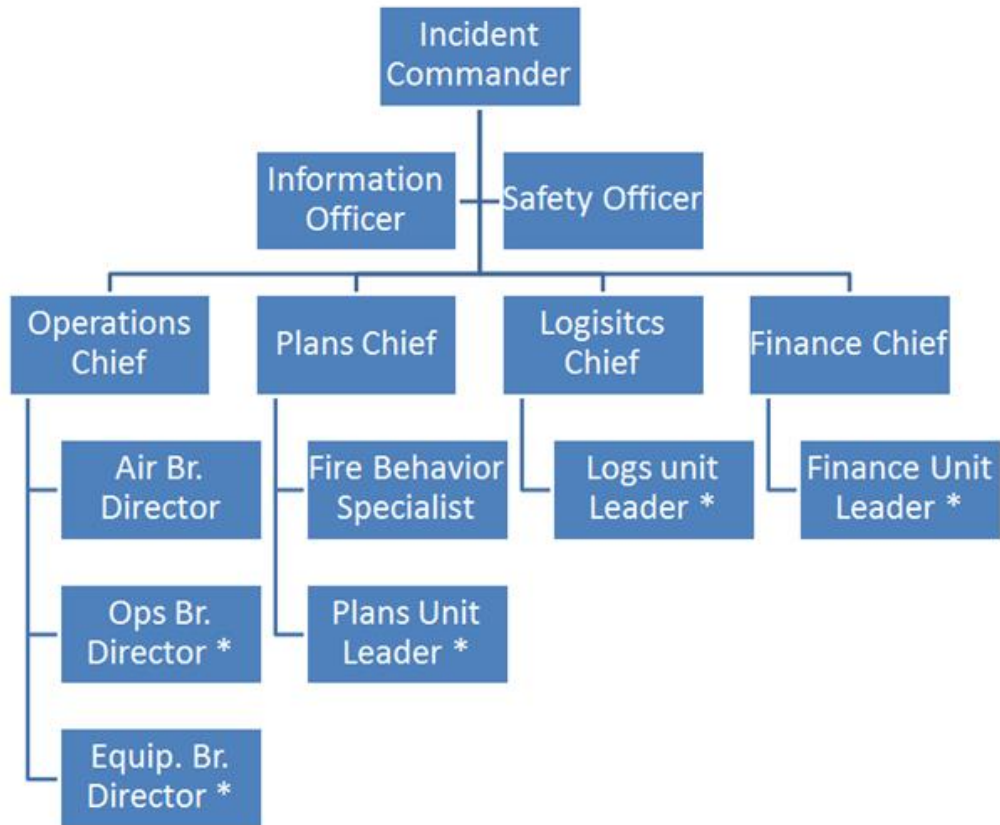 Incident
Commander
Information
Officer
Safety Officer
Operations
Chief
Plans Chief
Logisitcs
Chief
Finance Chief
Air Br.
Director
Fire Behavior
Specialist
Logs unit
Leader *
Finance Unit
Leader *
Ops Br.
Director *
Plans Unit
Leader *
Equip. Br.
Director *